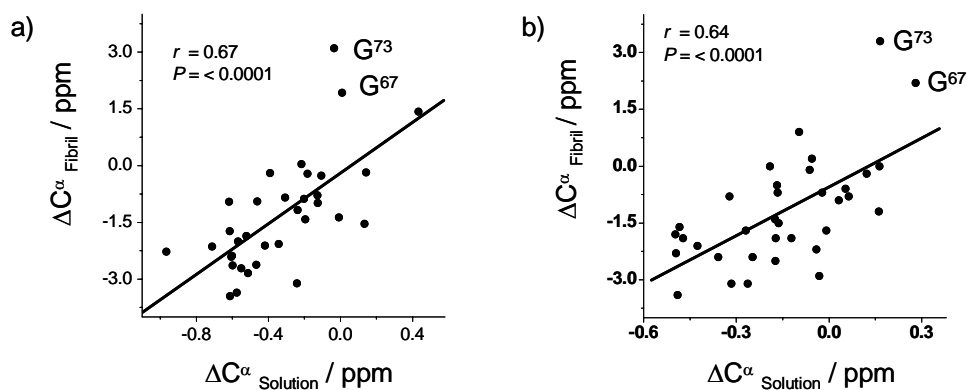 a)
r = 0.67
P = < 0.0001
G73
G67
3.0
1.5
0.0
-1.5
-3.0
ΔCα Fibril / ppm
-0.8
-0.4
0.0
0.4
ΔCα Solution / ppm
b)
r = 0.64
P = < 0.0001
G73
G67
3.0
1.5
0.0
-1.5
-3.0
ΔCα Fibril / ppm
-0.6
-0.3
0.0
0.3
ΔCα Solution / ppm